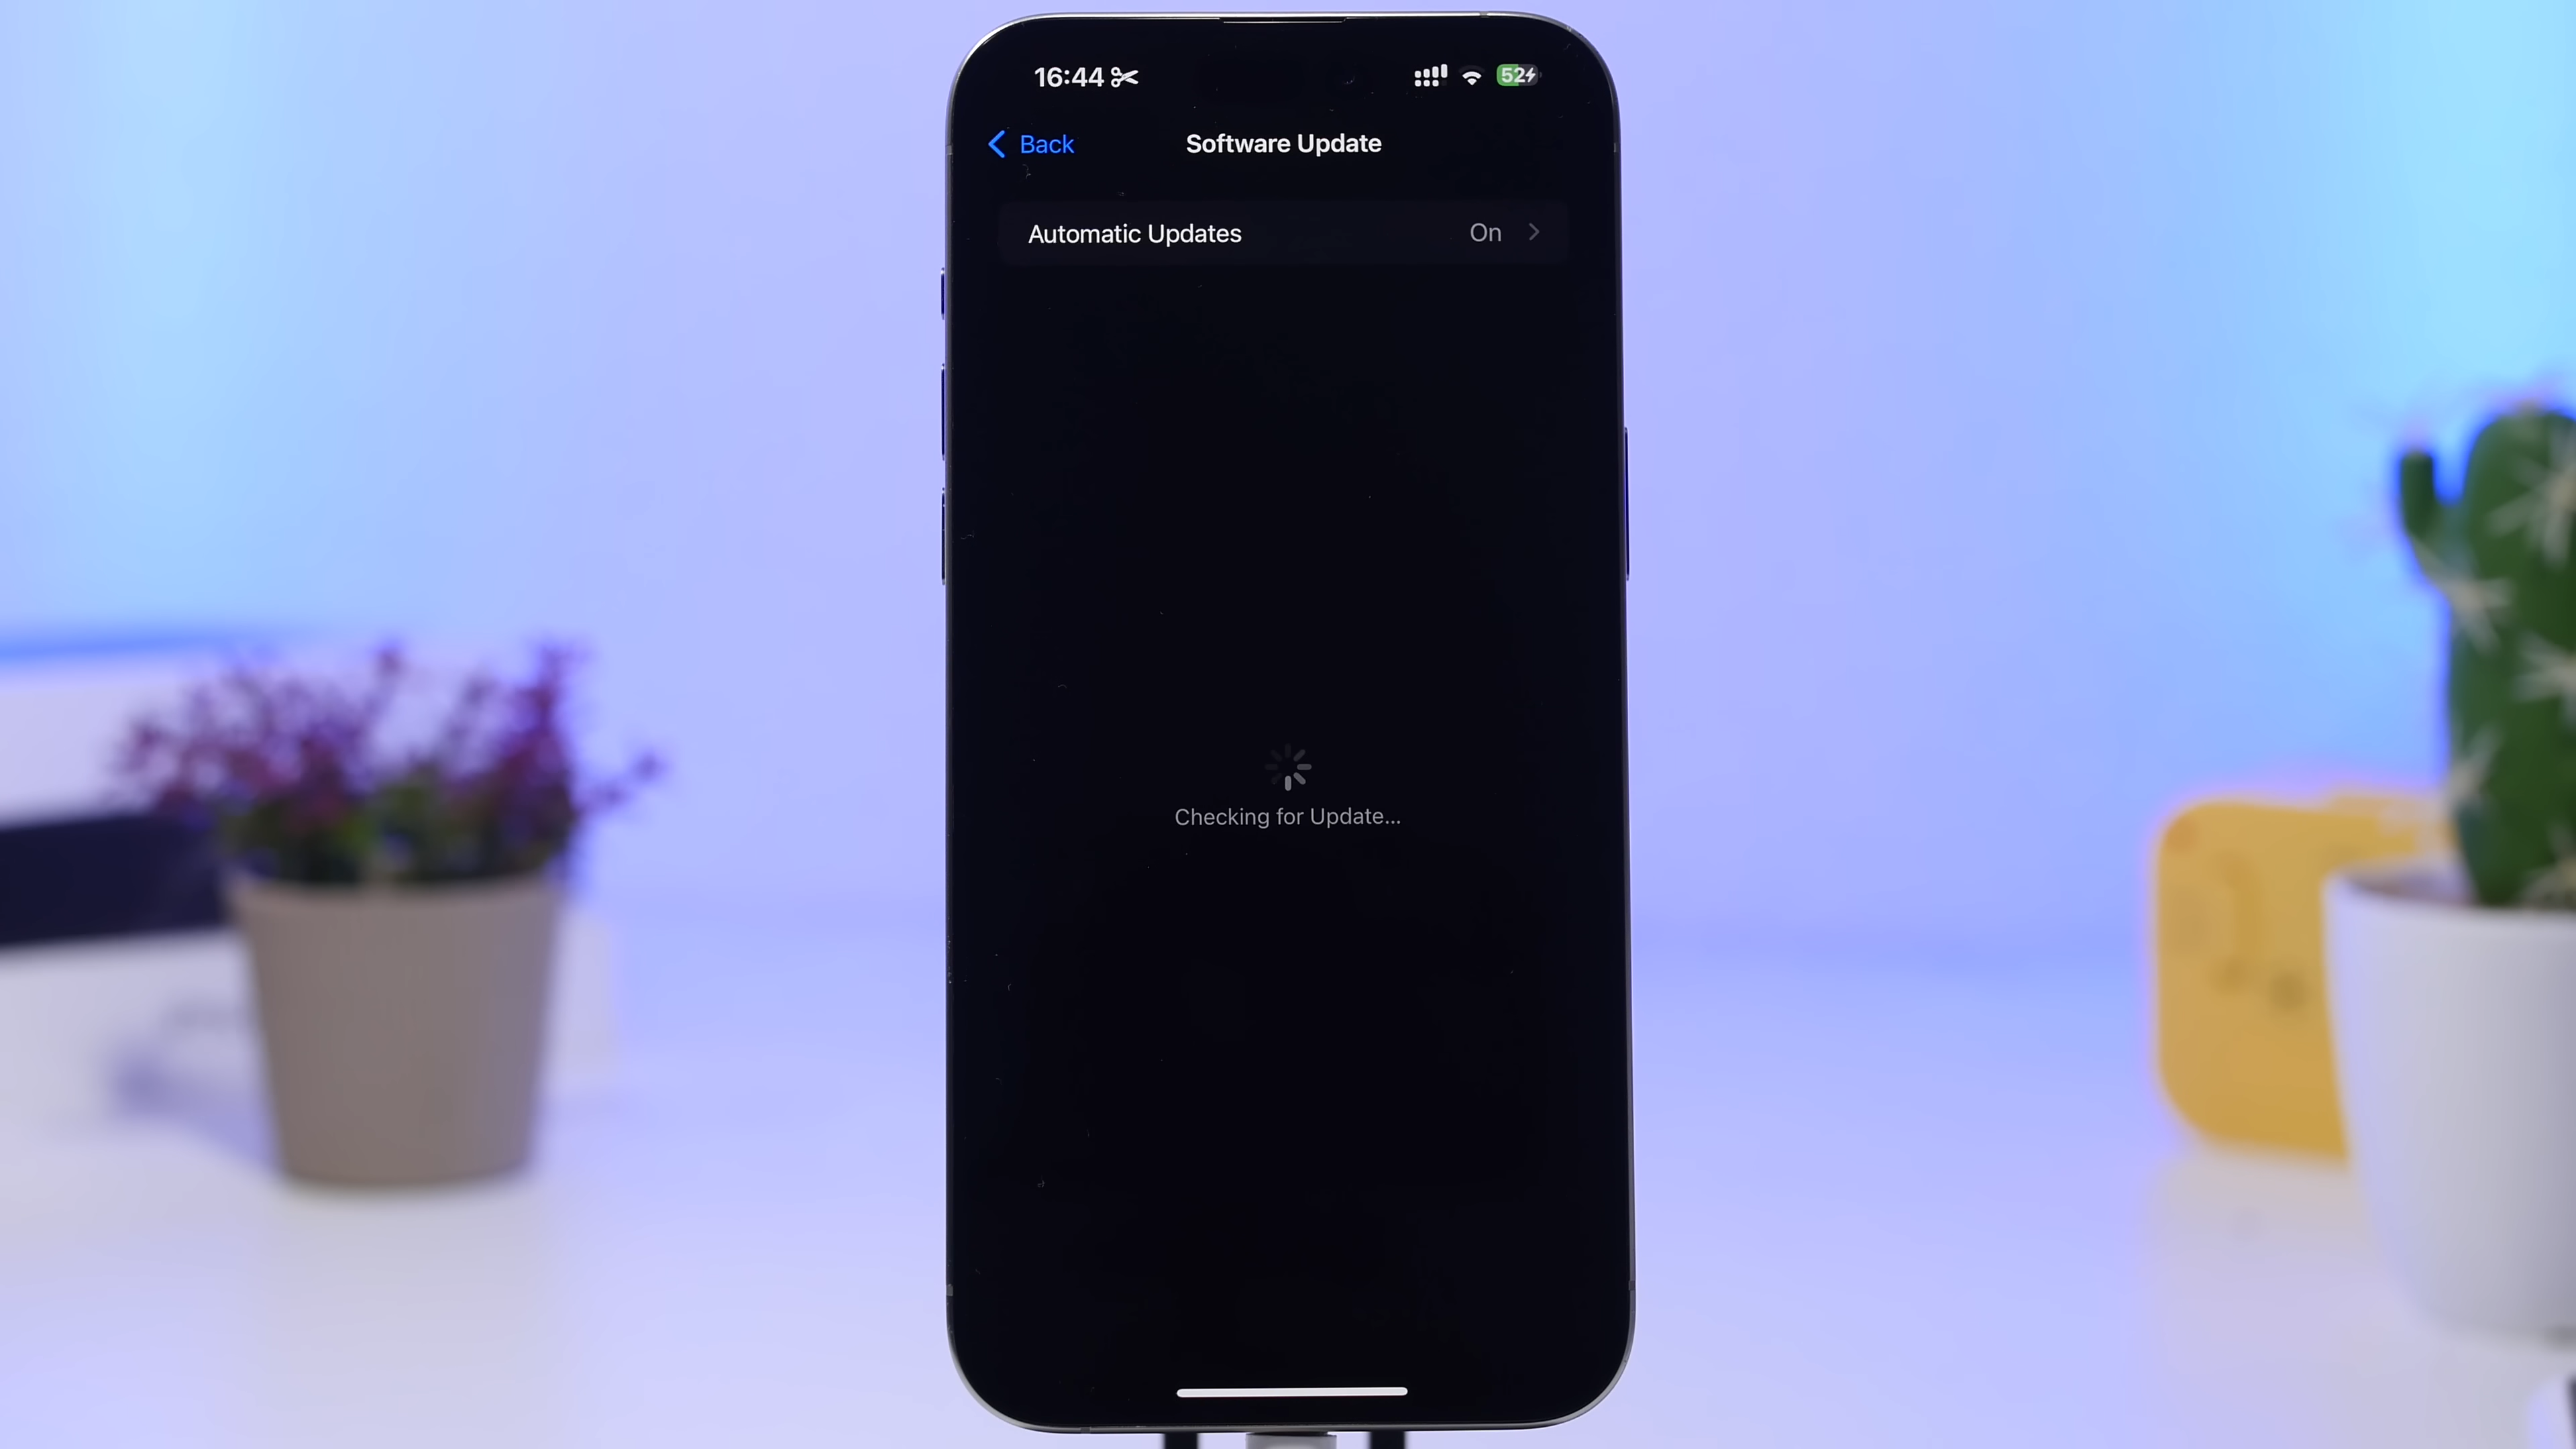 16:44
52
Back
Software Update
Automatic Updates
On
Checking for Update...